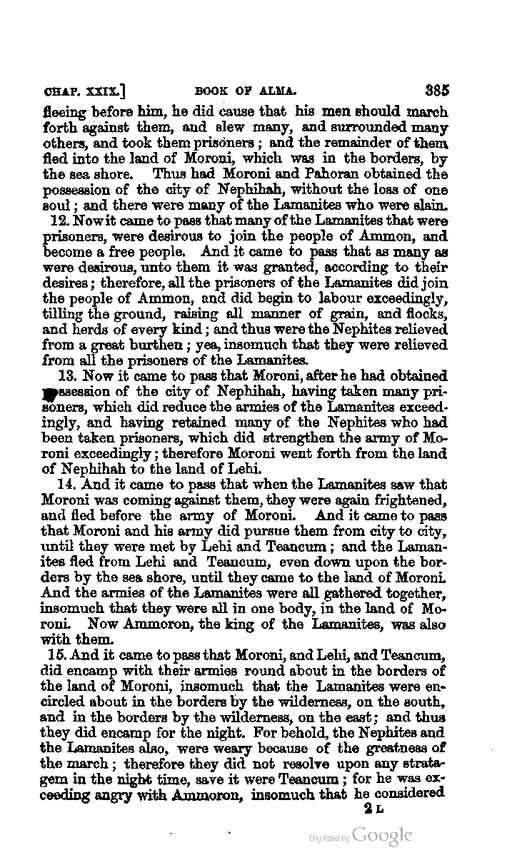 CHAP. XXIX.] BOOK OF ALMA. 385
fleeing before him, he did cause that his men should march
forth against them, and slew many, and surrounded many
others, and took them prisoners; and the remainder of them
fled into the land of Moroni, which was in the borders, by
the sea shore. Thus had Moroni and Pahoran obtained the
possession of the city of Nephihah, without the loss of one
soul; and there were many of the Lamanites who were slain.
12. Now it came to pass that many of the Lamanites that were
prisoners, were desirous to join the people of Ammon, and
become a free people. And it came to pass that as many as
were desirous, unto them it was granted, according to their
desires; therefore, all the prisoners of the Lamanites did join
the people of Ammon, and did begin to labour exceedingly,
tilling the ground, raising all manner of grain, and flocks,
and herds of every kind; and thus were the Nephites relieved
from a great burthen; yea, insomuch that they were relieved
from all the prisoners of the Lamanites.
13. Now it came to pass that Moroni, after he had obtained
possession of the city of Nephihah, having taken many pri-
soners, which did reduce the armies of the Lamanites exceed-
ingly, and having retained many of the Nephites who had
been taken prisoners, which did strengthen the army of Mo-
roni exceedingly; therefore Moroni went forth from the land
of Nephihah to the land of Lehi.
14. And it came to pass that when the Lamanites saw that
Moroni was coming against them, they were again frightened,
and fled before the army of Moroni. And it came to pass
that Moroni and his army did pursue them from city to city,
until they were met by Lehi and Teancum; and the Laman-
ites fled from Lehi and Teancum, even down upon the bor-
ders by the sea shore, until they came to the land of Moroni.
And the armies of the Lamanites were all gathered together,
insomuch that they were all in one body, in the land of Mo-
roni. Now Ammoron, the king of the Lamanites, was also
with them.
15. And it came to pass that Moroni, and Lehi, and Teancum,
did encamp with their armies round about in the borders of
the land of Moroni, insomuch that the Lamanites were en-
circled about in the borders by the wilderness, on the south,
and in the borders by the wilderness, on the east; and thus
they did encamp for the night. For behold, the Nephites and
the Lamanites also, were weary because of the greatness of
the march; therefore they did not resolve upon any strata-
gem in the night time, save it were Teancum; for he was ex-
ceeding angry with Ammoron, insomuch that he considered
2 L
Digitized by Google